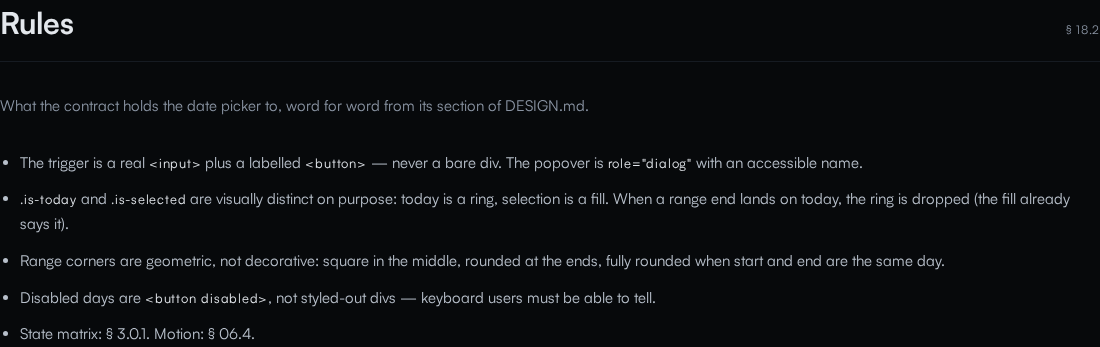 Rules
§ 18.2
What the contract holds the date picker to, word for word from its section of DESIGN.md.
• The trigger is a real <input> plus a labelled <button> — never a bare div. The popover is role="dialog" with an accessible name.
• .is-today and .is-selected are visually distinct on purpose: today is a ring, selection is a fill. When a range end lands on today, the ring is dropped (the fill already
says it).
• Range corners are geometric, not decorative: square in the middle, rounded at the ends, fully rounded when start and end are the same day.
• Disabled days are <button disabled>, not styled-out divs — keyboard users must be able to tell.
• State matrix: § 3.0.1. Motion: § 06.4.